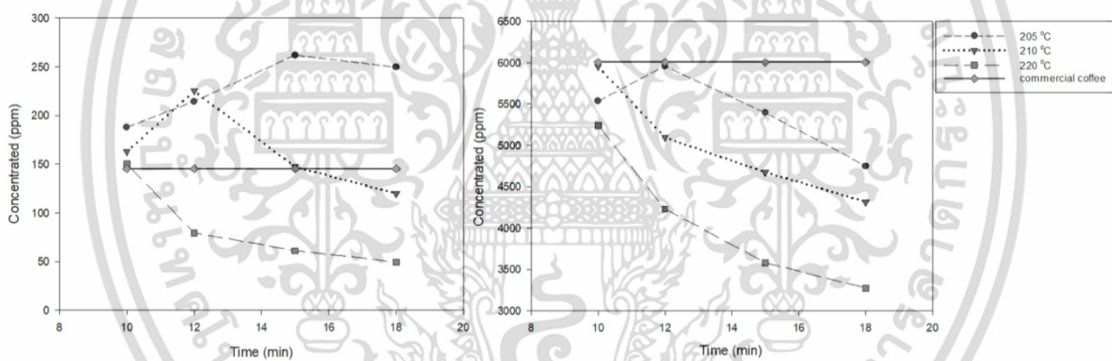 300
250
200
150
100
50
0
Concentrated (ppm)
8 10 12 14 16 18 20
Time (min)
6500
6000
5500
5000
4500
4000
3500
3000
Concentrated (ppm)
8 10 12 14 16 18 20
Time (min)
205 °C
210 °C
220 °C
commercial coffee